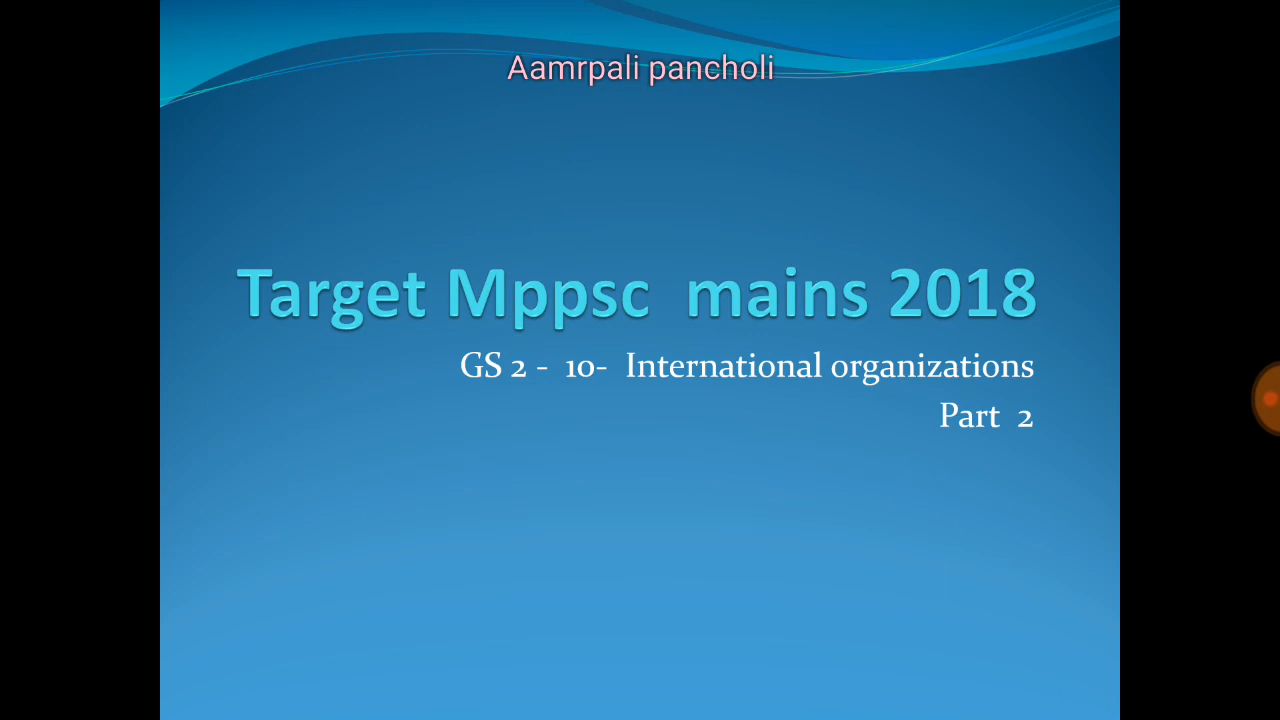 Aamrpali pancholi
Target Mppsc mains 2018
GS 2 - 10- International organizations
Part 2